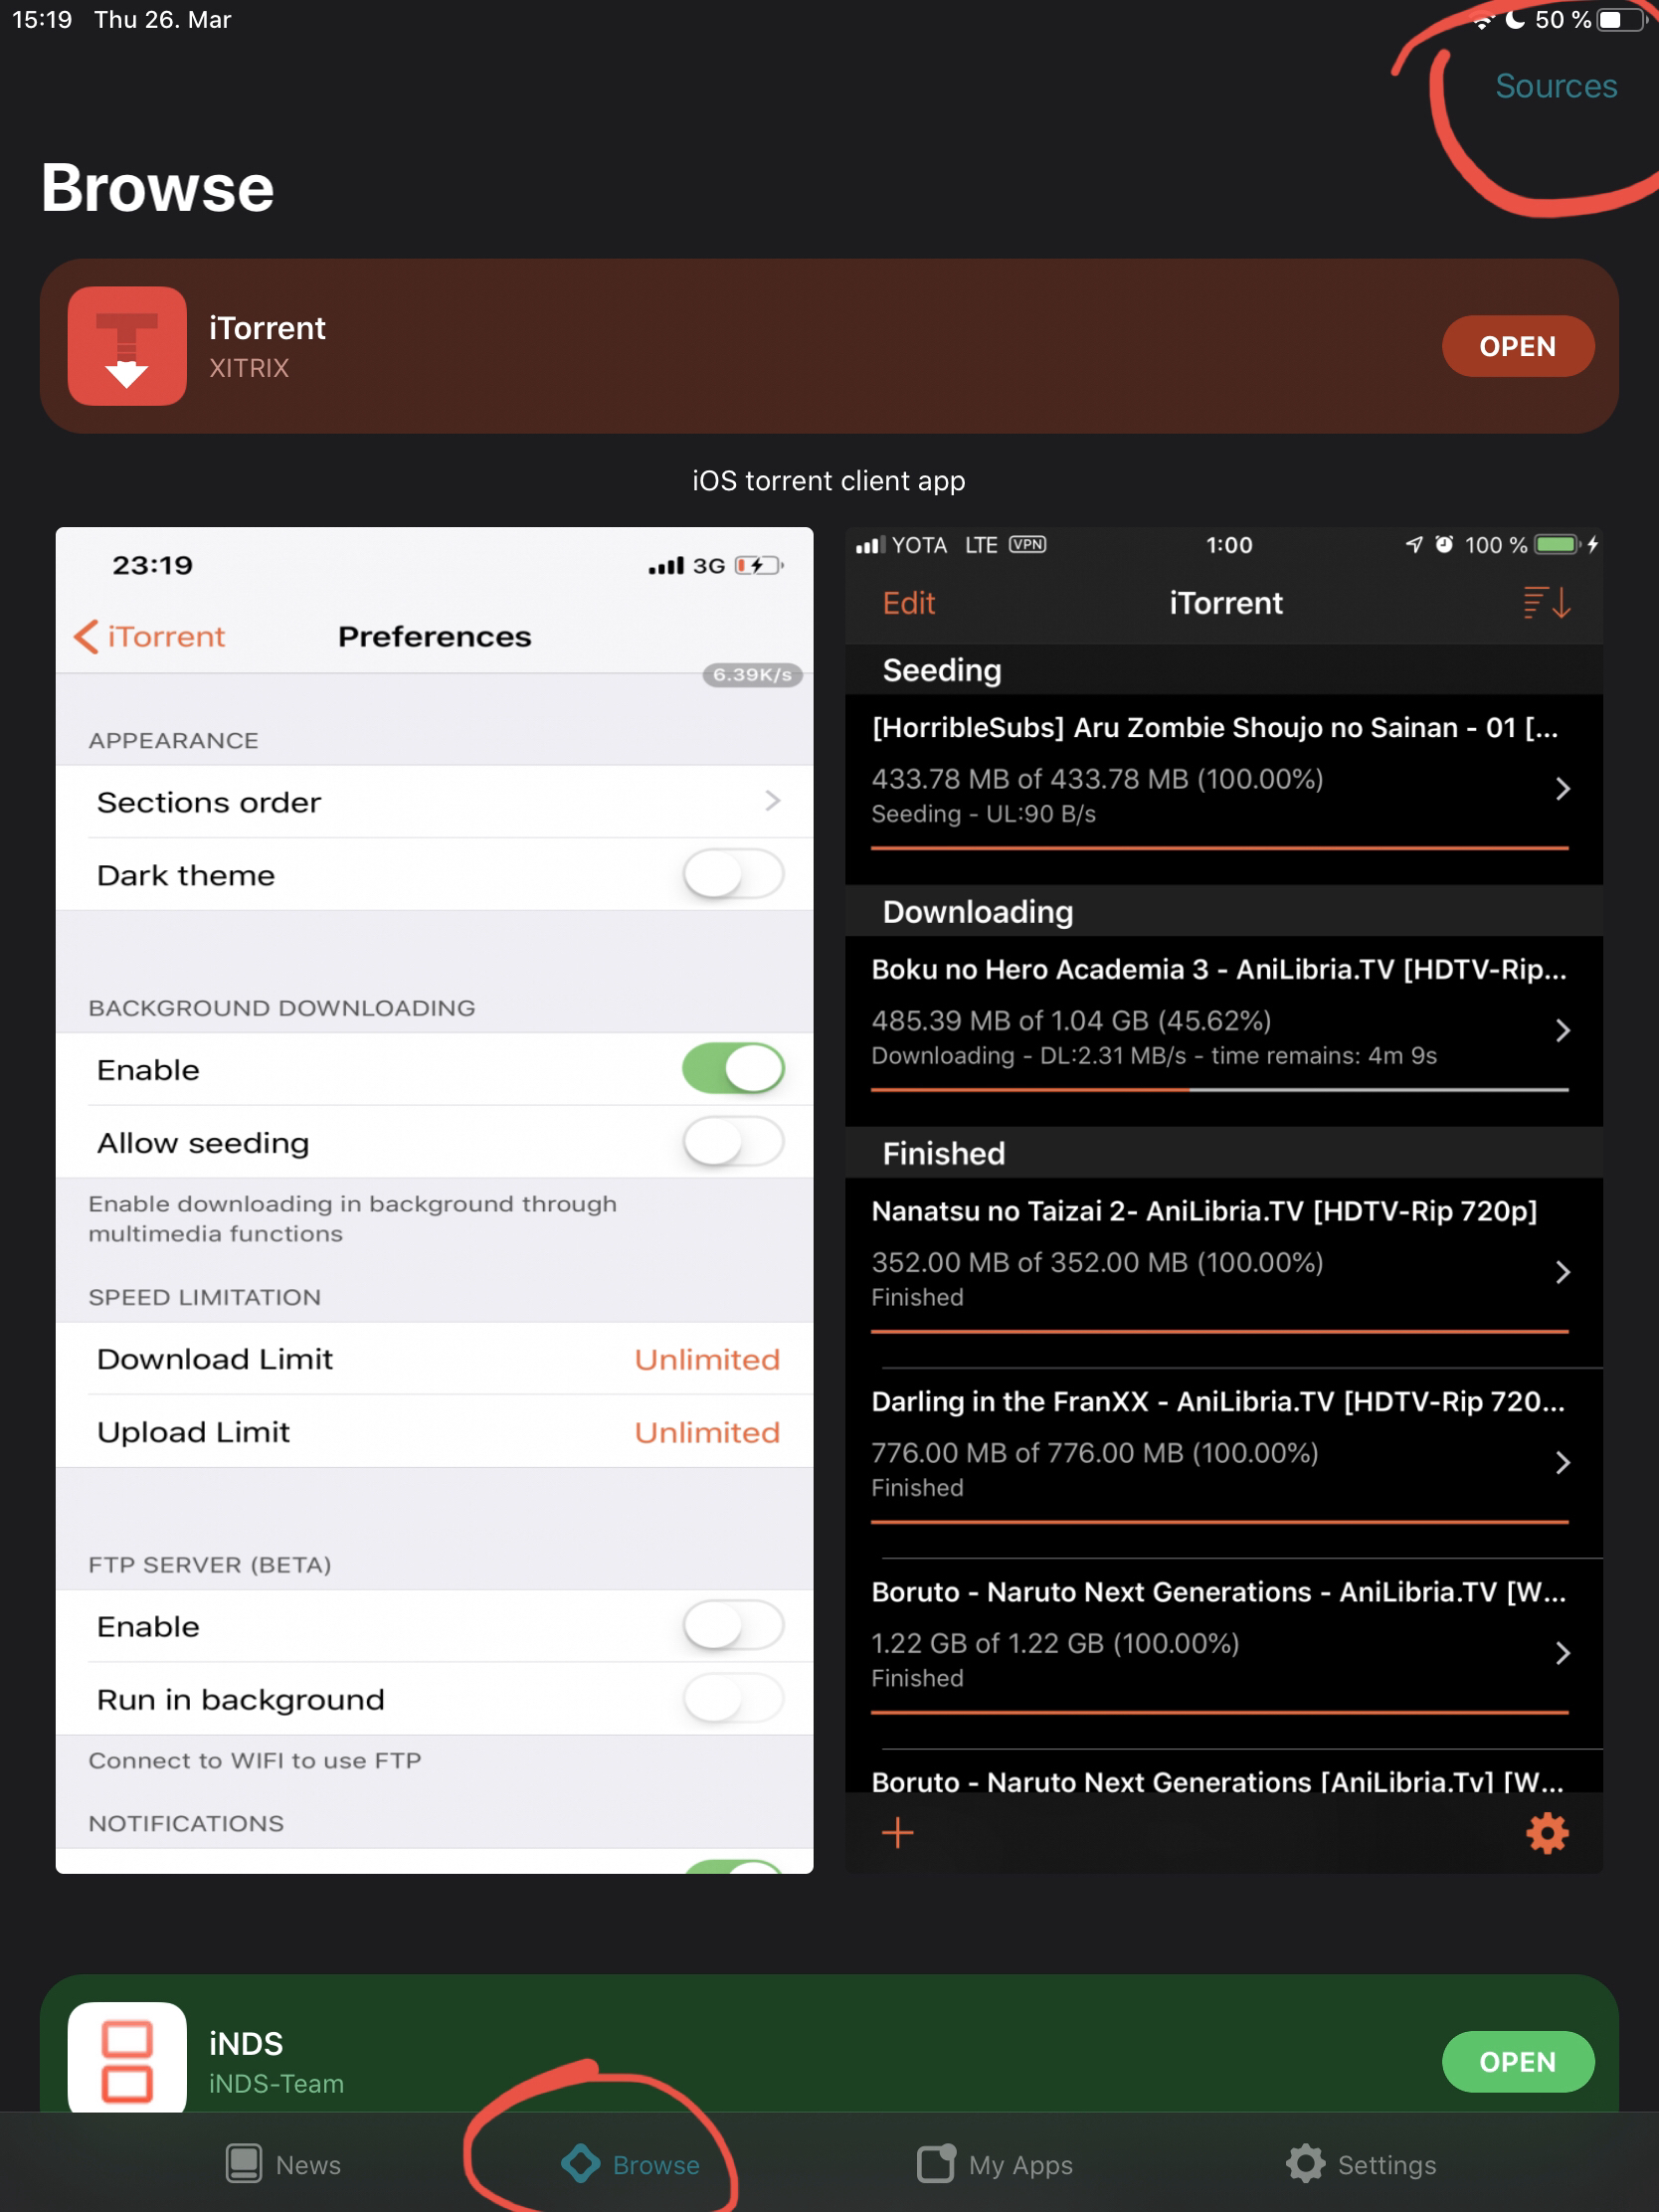 15:19 Thu 26. Mar
50 %
Sources
Browse
iTorrent
XITRIX
OPEN
iOS torrent client app
23:19
3G
iTorrent
Preferences
6.39K/s
APPEARANCE
Sections order
Dark theme
BACKGROUND DOWNLOADING
Enable
Allow seeding
Enable downloading in background through
multimedia functions
SPEED LIMITATION
Download Limit
Unlimited
Upload Limit
Unlimited
FTP SERVER (BETA)
Enable
Run in background
Connect to WIFI to use FTP
NOTIFICATIONS
YOTA LTE VPN
1:00
100 %
Edit
iTorrent
Seeding
[HorribleSubs] Aru Zombie Shoujo no Sainan - 01 [...
433.78 MB of 433.78 MB (100.00%)
Seeding - UL:90 B/s
Downloading
Boku no Hero Academia 3 - AniLibria.TV [HDTV-Rip...
485.39 MB of 1.04 GB (45.62%)
Downloading - DL:2.31 MB/s - time remains: 4m 9s
Finished
Nanatsu no Taizai 2- AniLibria.TV [HDTV-Rip 720p]
352.00 MB of 352.00 MB (100.00%)
Finished
Darling in the FranXX - AniLibria.TV [HDTV-Rip 720...
776.00 MB of 776.00 MB (100.00%)
Finished
Boruto - Naruto Next Generations - AniLibria.TV [W...
1.22 GB of 1.22 GB (100.00%)
Finished
Boruto - Naruto Next Generations [AniLibria.Tv] [W...
iNDS
iNDS-Team
OPEN
News
Browse
My Apps
Settings